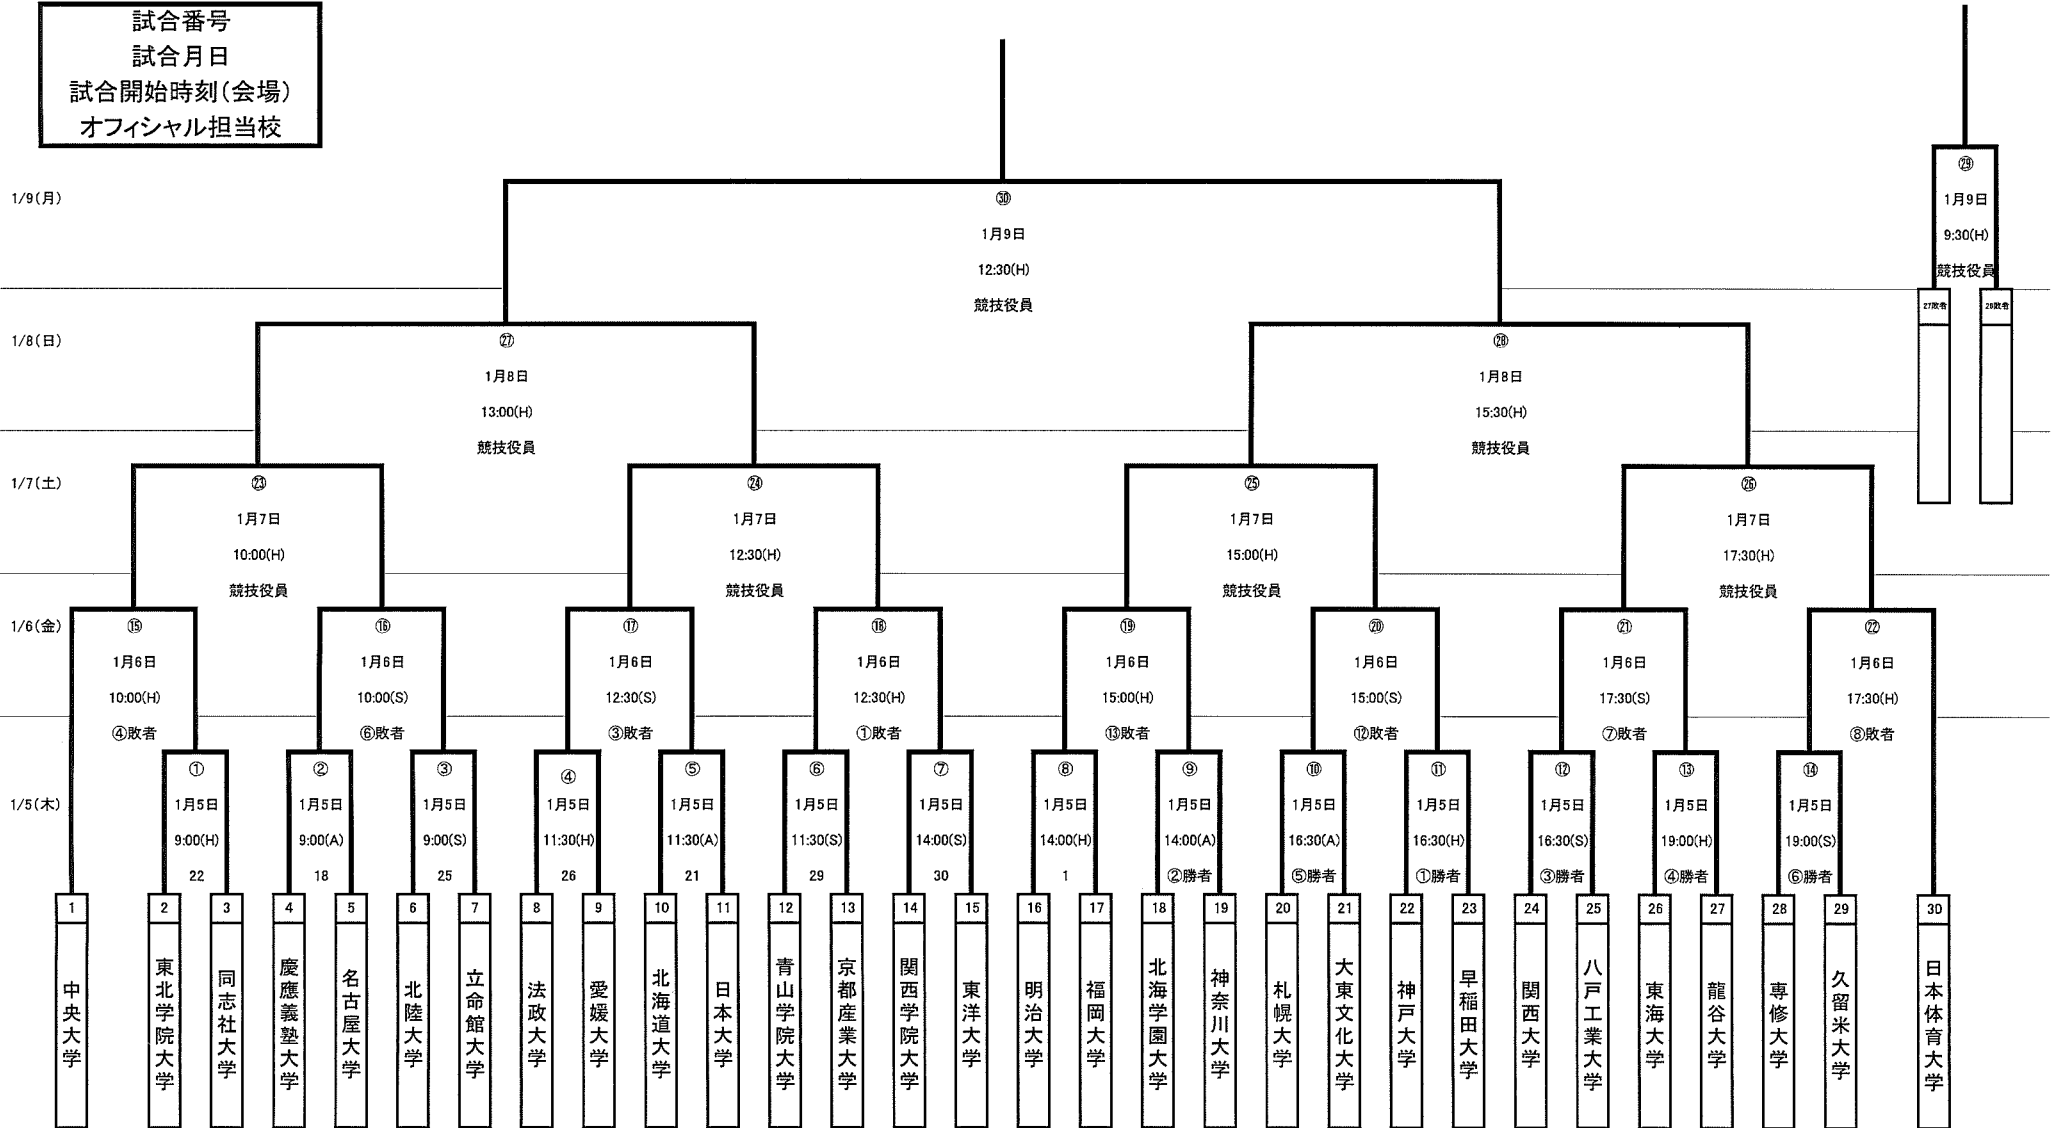 試合番号
試合月日
試合開始時刻(会場)
オフィシャル担当校
1/9(月)
㉚
1月9日
12:30(H)
競技役員
㉙
1月9日
9:30(H)
競技役員
27敗者
28敗者
1/8(日)
㉗
1月8日
13:00(H)
競技役員
㉘
1月8日
15:30(H)
競技役員
1/7(土)
㉓
1月7日
10:00(H)
競技役員
㉔
1月7日
12:30(H)
競技役員
㉕
1月7日
15:00(H)
競技役員
㉖
1月7日
17:30(H)
競技役員
1/6(金)
⑮
1月6日
10:00(H)
④敗者
⑯
1月6日
10:00(S)
⑥敗者
⑰
1月6日
12:30(S)
③敗者
⑱
1月6日
12:30(H)
①敗者
⑲
1月6日
15:00(H)
⑬敗者
⑳
1月6日
15:00(S)
⑫敗者
㉑
1月6日
17:30(S)
⑦敗者
㉒
1月6日
17:30(H)
⑧敗者
1/5(木)
①
1月5日
9:00(H)
22
②
1月5日
9:00(A)
18
③
1月5日
9:00(S)
25
④
1月5日
11:30(H)
26
⑤
1月5日
11:30(A)
21
⑥
1月5日
11:30(S)
29
⑦
1月5日
14:00(S)
30
⑧
1月5日
14:00(H)
1
⑨
1月5日
14:00(A)
②勝者
⑩
1月5日
16:30(A)
⑤勝者
⑪
1月5日
16:30(H)
①勝者
⑫
1月5日
16:30(S)
③勝者
⑬
1月5日
19:00(H)
④勝者
⑭
1月5日
19:00(S)
⑥勝者
1
中央大学
2
東北学院大学
3
同志社大学
4
慶應義塾大学
5
名古屋大学
6
北陸大学
7
立命館大学
8
法政大学
9
愛媛大学
10
北海道大学
11
日本大学
12
青山学院大学
13
京都産業大学
14
関西学院大学
15
東洋大学
16
明治大学
17
福岡大学
18
北海学園大学
19
神奈川大学
20
札幌大学
21
大東文化大学
22
神戸大学
23
早稲田大学
24
関西大学
25
八戸工業大学
26
東海大学
27
龍谷大学
28
専修大学
29
久留米大学
30
日本体育大学